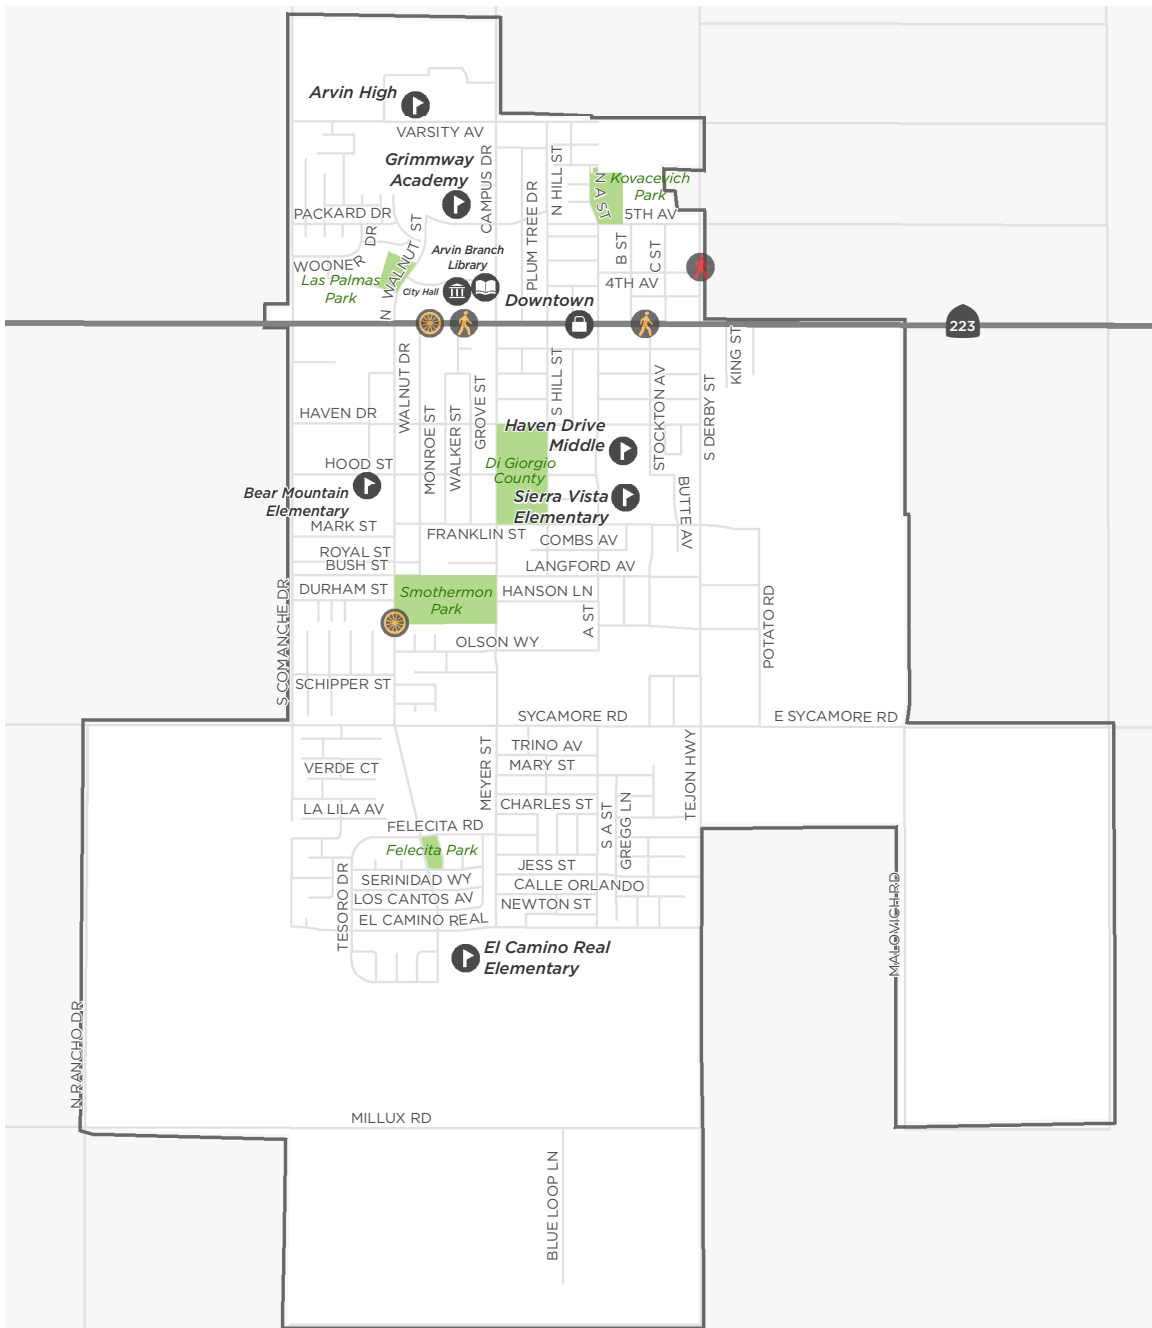 Arvin High
VARSITY AV
Grimmway
Academy
CAMPUS DR
N HILL ST
PLUM TREE DR
N A ST
Kovacevich
Park
5TH AV
PACKARD DR
N WALNUT ST
WOONER DR
Las Palmas
Park
Arvin Branch
Library
City Hall
B ST
C ST
4TH AV
Downtown
223
KING ST
WALNUT DR
S HILL ST
GROVE ST
STOCKTON AV
S DERBY ST
HAVEN DR
MONROE ST
WALKER ST
Haven Drive
Middle
HOOD ST
Di Giorgio
County
Bear Mountain
Elementary
Sierra Vista
Elementary
BUTTE AV
MARK ST
FRANKLIN ST
COMBS AV
ROYAL ST
BUSH ST
LANGFORD AV
DURHAM ST
Smothermon
Park
HANSON LN
A ST
POTATO RD
S COMANCHE DR
OLSON WY
SCHIPPER ST
SYCAMORE RD
E SYCAMORE RD
MEYER ST
TRINO AV
MARY ST
TEJON HWY
VERDE CT
CHARLES ST
LA LILA AV
S A ST
GREGG LN
FELECITA RD
Felecita Park
JESS ST
SERINIDAD WY
CALLE ORLANDO
TESORO DR
LOS CANTOS AV
NEWTON ST
EL CAMINO REAL
MALOVICH RD
El Camino Real
Elementary
N RANCHO DR
MILLUX RD
BLUE LOOP LN